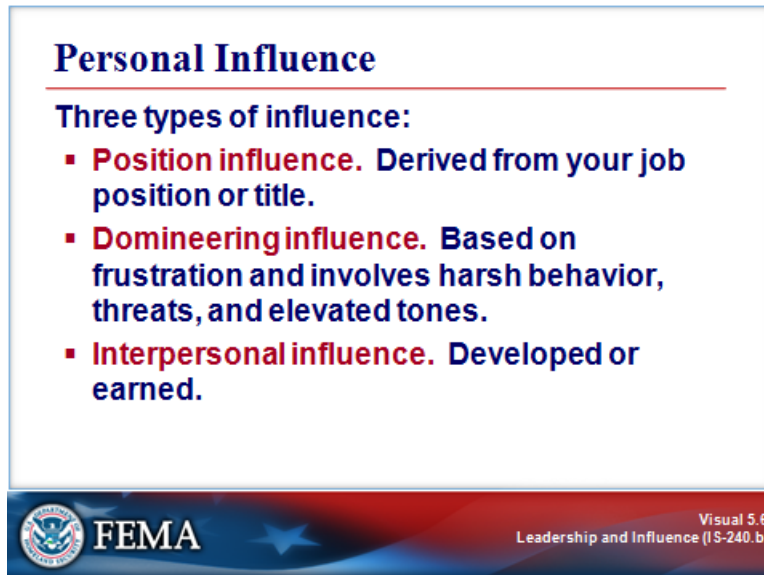 Personal Influence
Three types of influence:
▪ Position influence. Derived from your job
position or title.
▪ Domineering influence. Based on
frustration and involves harsh behavior,
threats, and elevated tones.
▪ Interpersonal influence. Developed or
earned.
FEMA
Visual 5.6
Leadership and Influence (IS-240.b